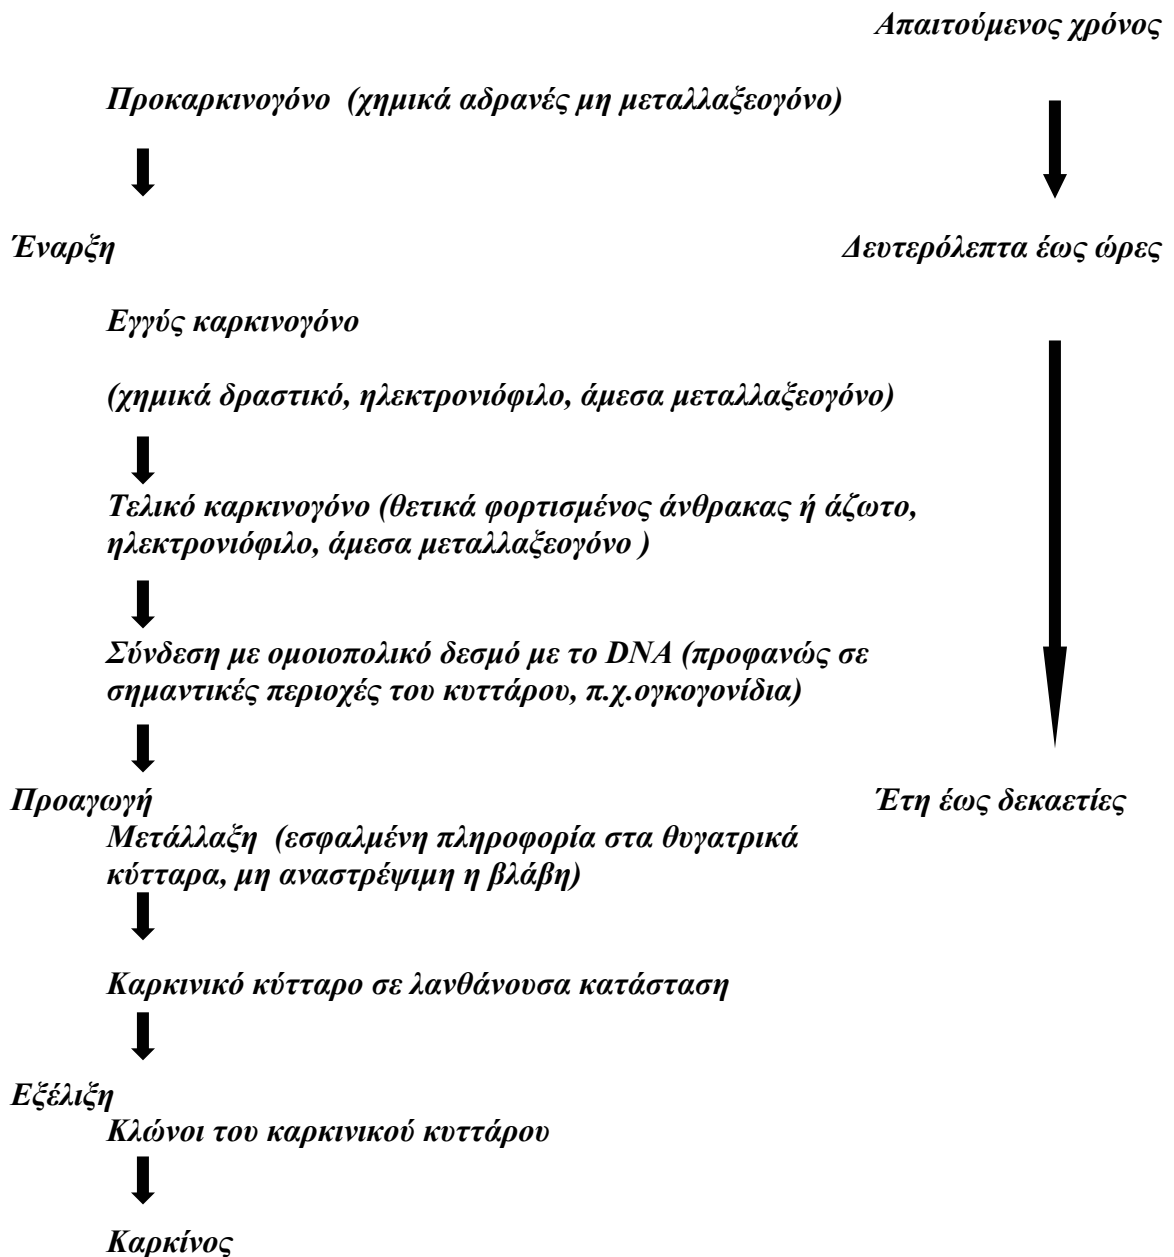 Απαιτούμενος χρόνος
Προκαρκινογόνο (χημικά αδρανές μη μεταλλαξεογόνο)
Έναρξη
Δευτερόλεπτα έως ώρες
Εγγύς καρκινογόνο
(χημικά δραστικό, ηλεκτρονιόφιλο, άμεσα μεταλλαξεογόνο)
Τελικό καρκινογόνο (θετικά φορτισμένος άνθρακας ή άζωτο,
ηλεκτρονιόφιλο, άμεσα μεταλλαξεογόνο )
Σύνδεση με ομοιοπολικό δεσμό με το DNA (προφανώς σε
σημαντικές περιοχές του κυττάρου, π.χ.ογκογονίδια)
Προαγωγή
Έτη έως δεκαετίες
Μετάλλαξη (εσφαλμένη πληροφορία στα θυγατρικά
κύτταρα, μη αναστρέψιμη η βλάβη)
Καρκινικό κύτταρο σε λανθάνουσα κατάσταση
Εξέλιξη
Κλώνοι του καρκινικού κυττάρου
Καρκίνος